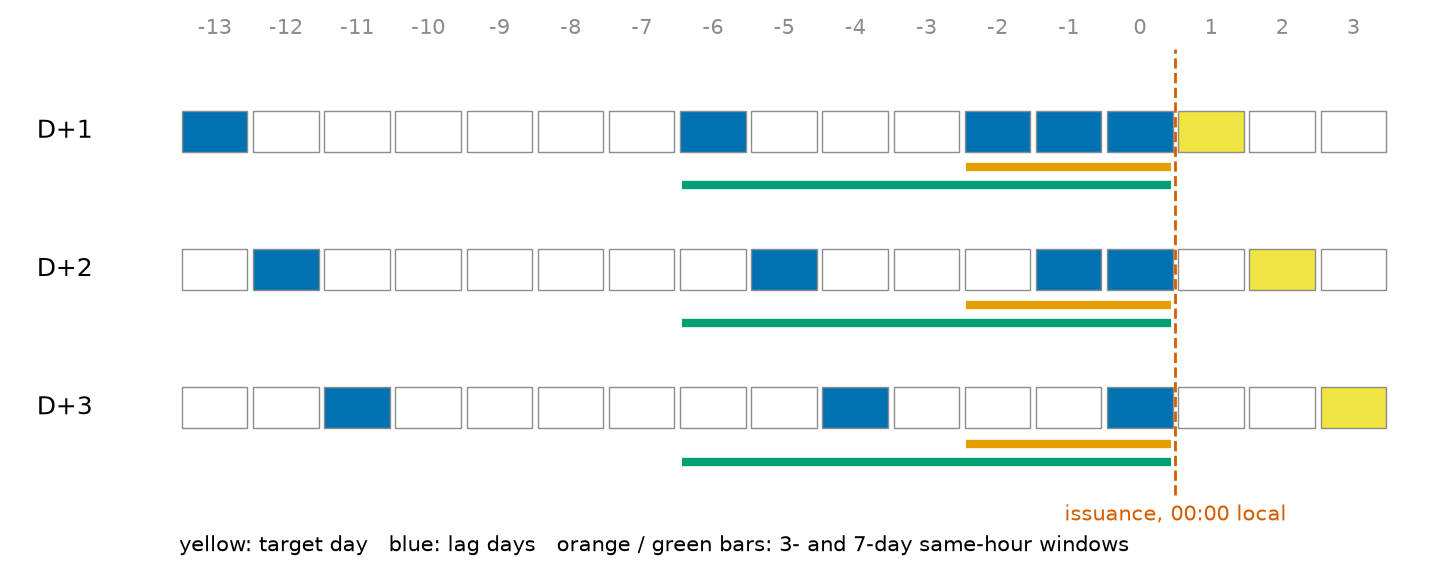 -13 -12 -11 -10 -9 -8 -7 -6 -5 -4 -3 -2 -1 0 1 2 3
D+1
D+2
D+3
issuance, 00:00 local
yellow: target day blue: lag days orange / green bars: 3- and 7-day same-hour windows